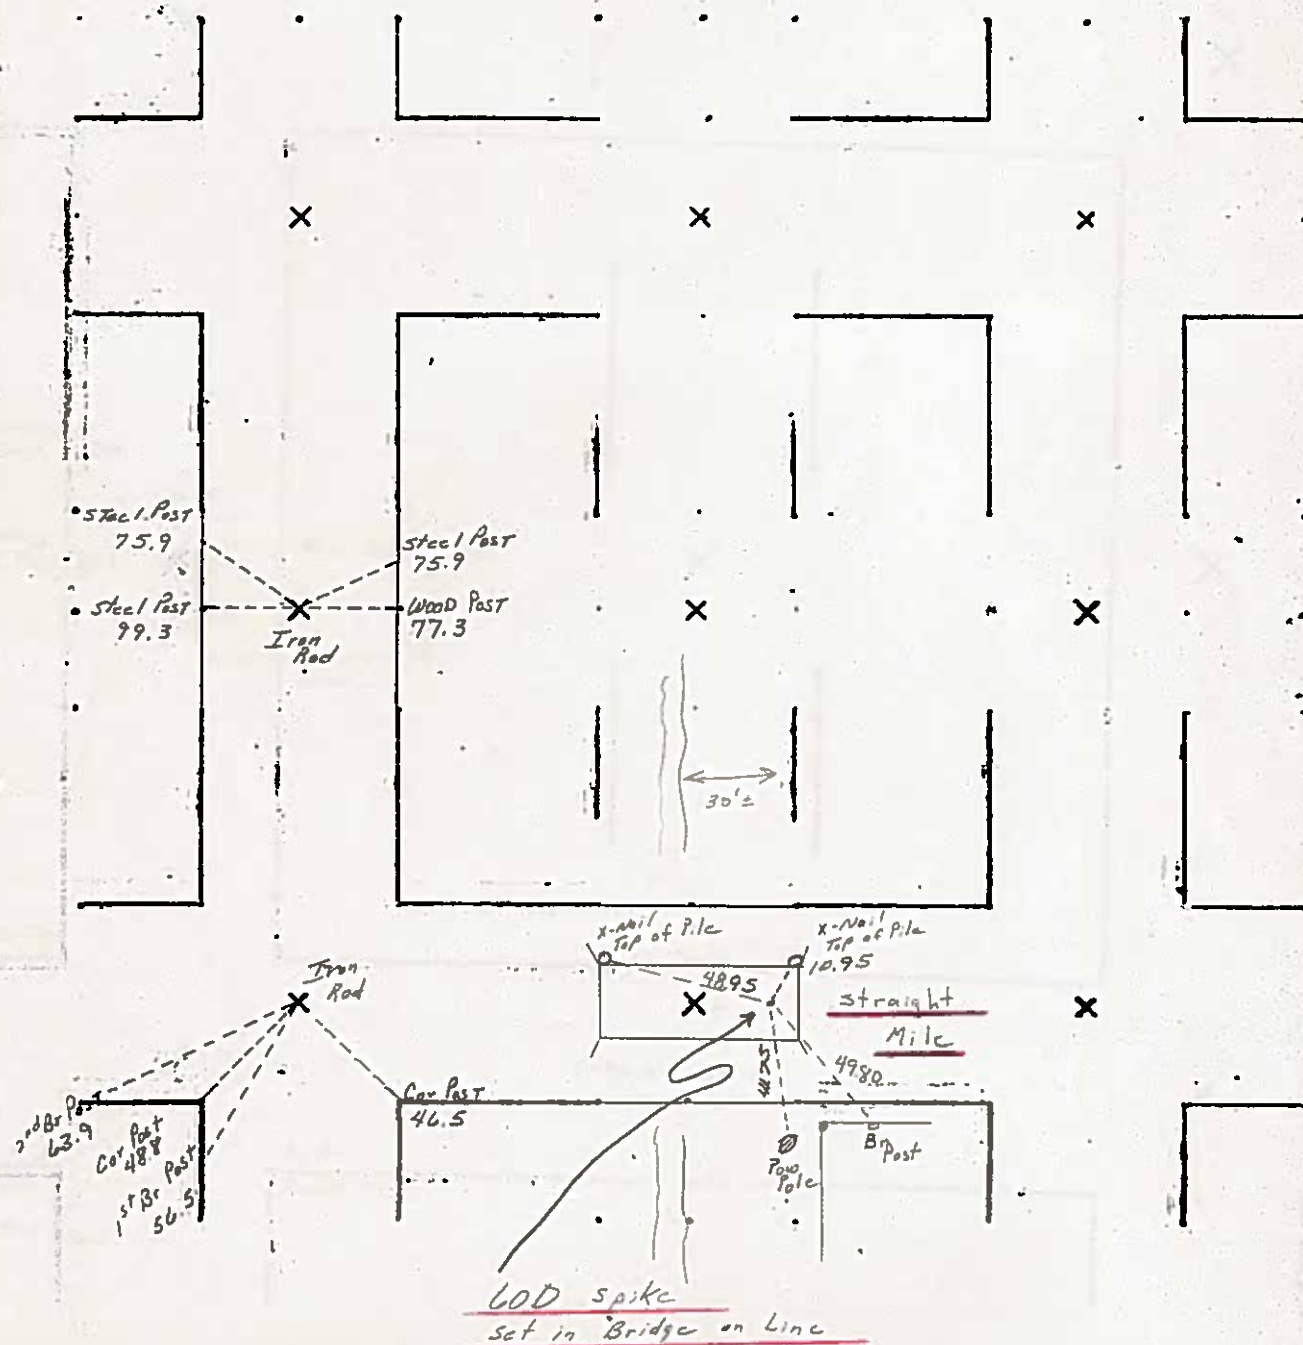 Steel Post
75.9
Steel Post
75.9
Steel Post
99.3
Wood Post
77.3
Iron
Rod
30'±
X-Nail
Top of Pile
X-Nail
Top of Pile
10.95
48.95
Iron
Rod
straight
Mile
49.80
Cor Post
46.5
2nd Br Post
63.9
Cor Post
48.8
1st Br Post
56.5
Pow
Pole
Br Post
60D spike
set in Bridge on Line